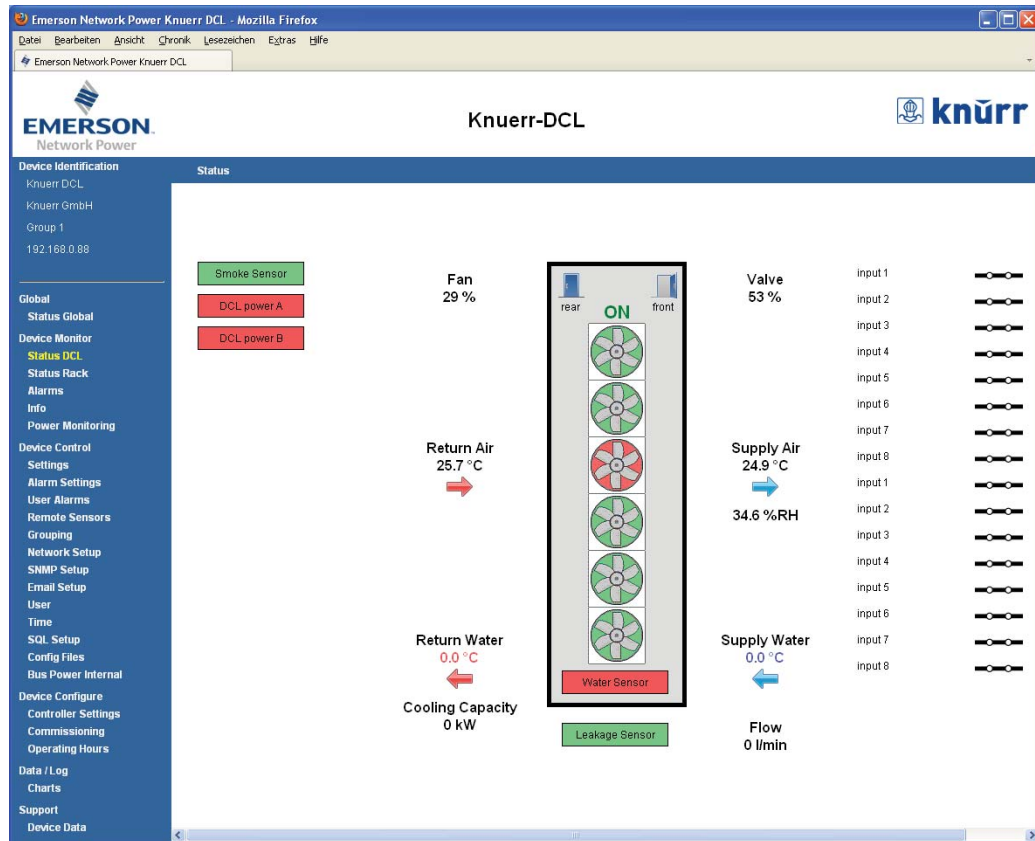 Emerson Network Power Knuerr DCL - Mozilla Firefox
Datei Bearbeiten Ansicht Chronik Lesezeichen Extras Hilfe
Emerson Network Power Knuerr DCL
EMERSON.
Network Power
Knuerr-DCL
knürr
Device Identification
Knuerr DCL
Knuerr GmbH
Group 1
192.168.0.88
Global
Status Global
Device Monitor
Status DCL
Status Rack
Alarms
Info
Power Monitoring
Device Control
Settings
Alarm Settings
User Alarms
Remote Sensors
Grouping
Network Setup
SNMP Setup
Email Setup
User
Time
SQL Setup
Config Files
Bus Power Internal
Device Configure
Controller Settings
Commissioning
Operating Hours
Data / Log
Charts
Support
Device Data
Status
Smoke Sensor
DCL power A
DCL power B
Fan
29 %
Return Air
25.7 °C
Return Water
0.0 °C
Cooling Capacity
0 kW
rear
front
ON
Water Sensor
Leakage Sensor
Valve
53 %
Supply Air
24.9 °C
34.6 %RH
Supply Water
0.0 °C
Flow
0 l/min
input 1
input 2
input 3
input 4
input 5
input 6
input 7
input 8
input 1
input 2
input 3
input 4
input 5
input 6
input 7
input 8